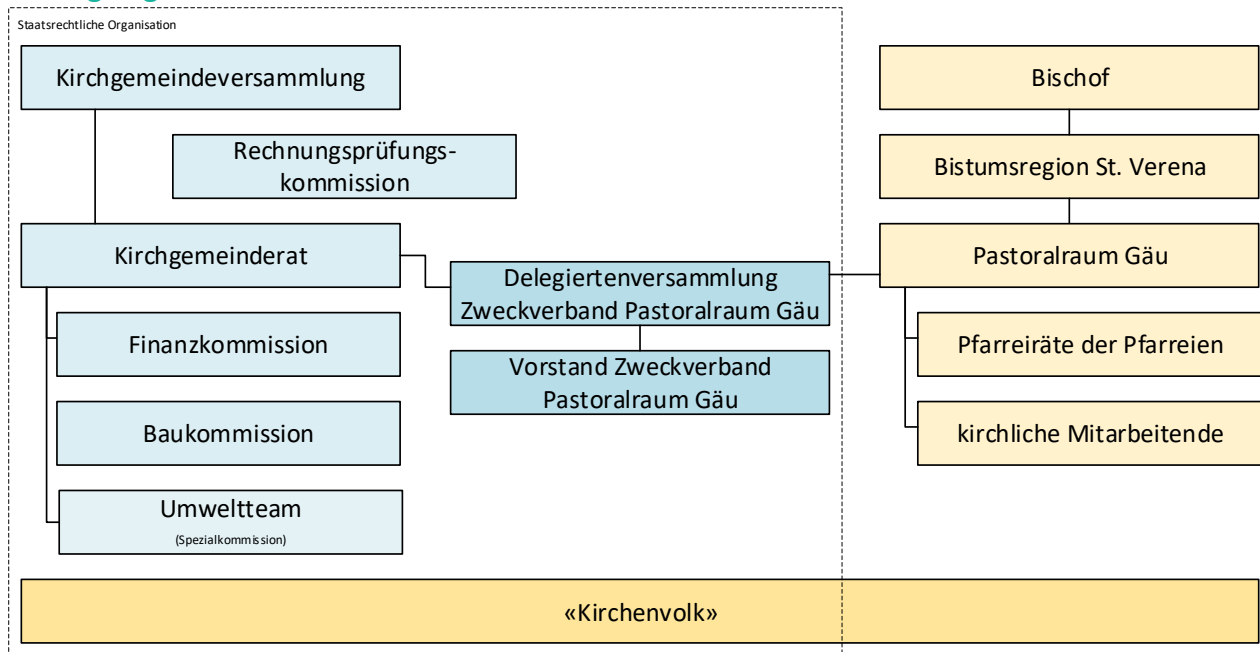 Staatsrechtliche Organisation
Kirchgemeindeversammlung
Rechnungsprüfungs-
kommission
Kirchgemeinderat
Finanzkommission
Baukommission
Umweltteam
(Spezialkommission)
Delegiertenversammlung
Zweckverband Pastoralraum Gäu
Vorstand Zweckverband
Pastoralraum Gäu
Bischof
Bistumsregion St. Verena
Pastoralraum Gäu
Pfarreiräte der Pfarreien
kirchliche Mitarbeitende
«Kirchenvolk»